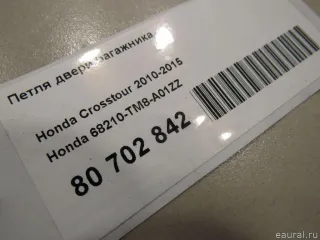 Петля двери багажника
Honda Crosstour 2010-2015
Honda 68210-TM8-A01ZZ
80 702 842
eaural.ru